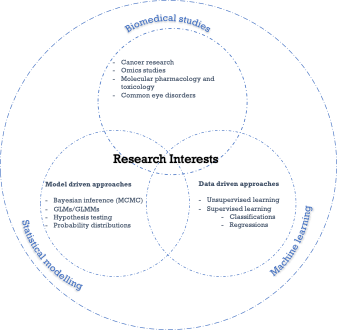 Biomedical studies
- Cancer research
- Omics studies
- Molecular pharmacology and
toxicology
- Common eye disorders
Research Interests
Model driven approaches
- Bayesian inference (MCMC)
- GLMs/GLMMs
- Hypothesis testing
- Probability distributions
Data driven approaches
- Unsupervised learning
- Supervised learning
- Classifications
- Regressions
Statistical modelling
Machine learning